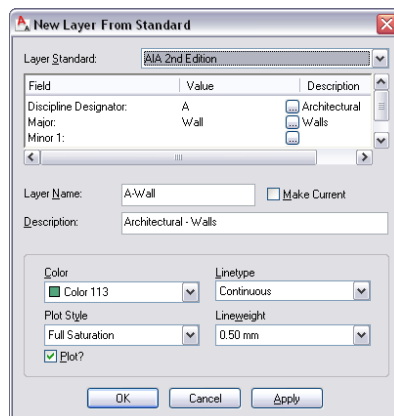 New Layer From Standard
Layer Standard: AIA 2nd Edition
Field Value Description
Discipline Designator: A ... Architectural
Major: Wall ... Walls
Minor 1: ...
Layer Name: A-Wall Make Current
Description: Architectural - Walls
Color Linetype
Color 113 Continuous
Plot Style Lineweight
Full Saturation 0.50 mm
Plot?
OK Cancel Apply